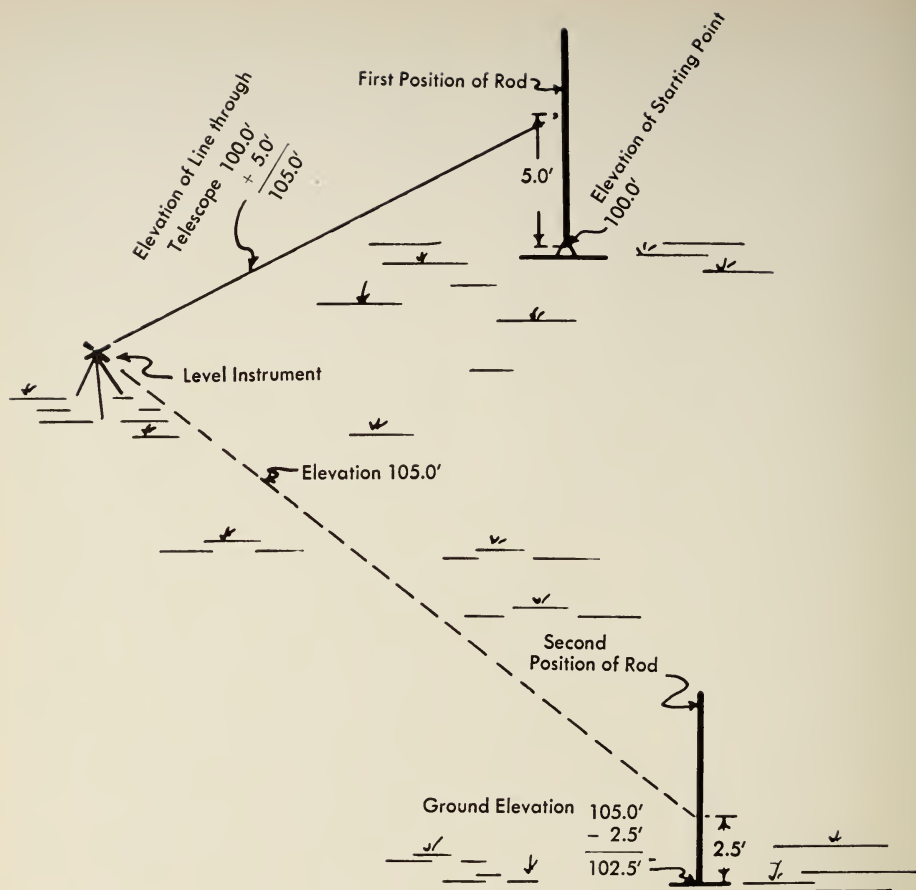 First Position of Rod
Elevation of Starting Point
100.0'
5.0'
Elevation of Line through
Telescope 100.0'
+ 5.0'
105.0'
Level Instrument
Elevation 105.0'
Second
Position of Rod
Ground Elevation 105.0'
– 2.5'
102.5'
2.5'